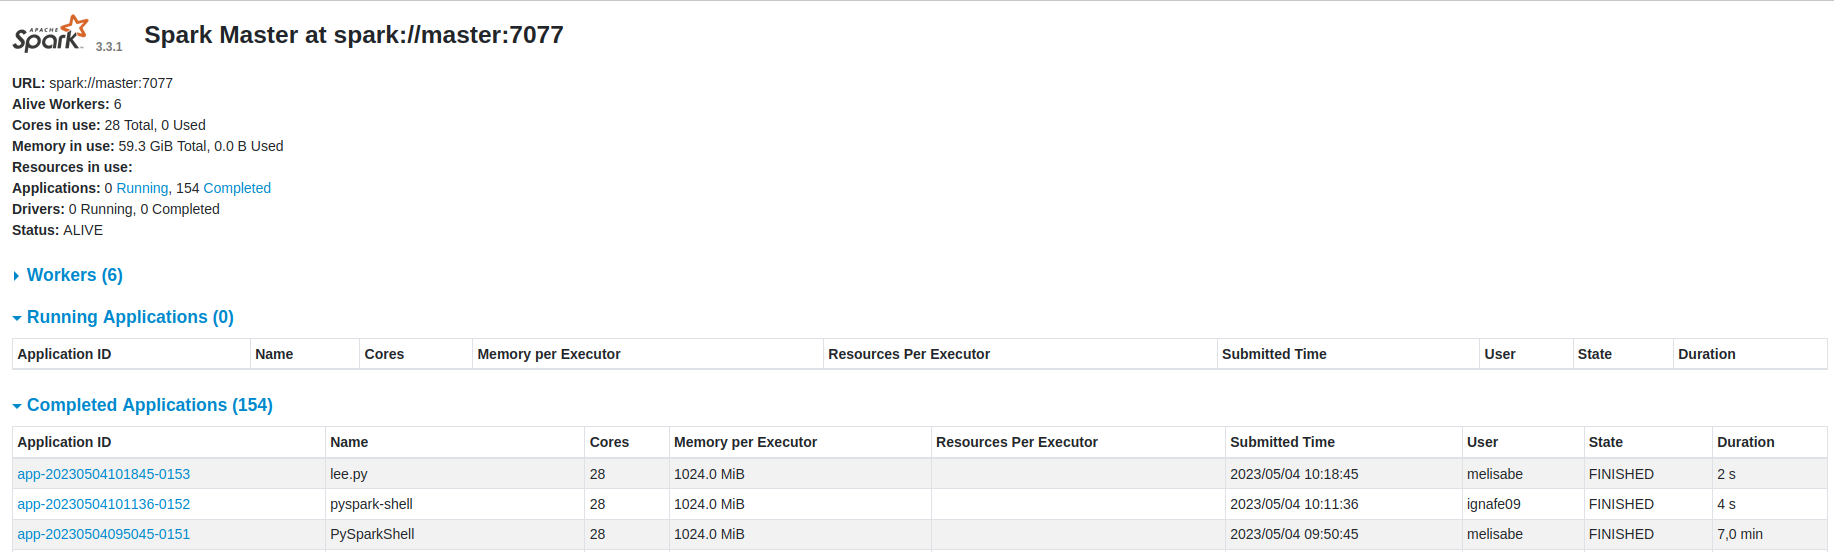 APACHE
Spark 3.3.1 Spark Master at spark://master:7077
URL: spark://master:7077
Alive Workers: 6
Cores in use: 28 Total, 0 Used
Memory in use: 59.3 GiB Total, 0.0 B Used
Resources in use:
Applications: 0 Running, 154 Completed
Drivers: 0 Running, 0 Completed
Status: ALIVE
Workers (6)
Running Applications (0)
Application ID Name Cores Memory per Executor Resources Per Executor Submitted Time User State Duration
Completed Applications (154)
Application ID Name Cores Memory per Executor Resources Per Executor Submitted Time User State Duration
app-20230504101845-0153 lee.py 28 1024.0 MiB 2023/05/04 10:18:45 melisabe FINISHED 2 s
app-20230504101136-0152 pyspark-shell 28 1024.0 MiB 2023/05/04 10:11:36 ignafe09 FINISHED 4 s
app-20230504095045-0151 PySparkShell 28 1024.0 MiB 2023/05/04 09:50:45 melisabe FINISHED 7,0 min